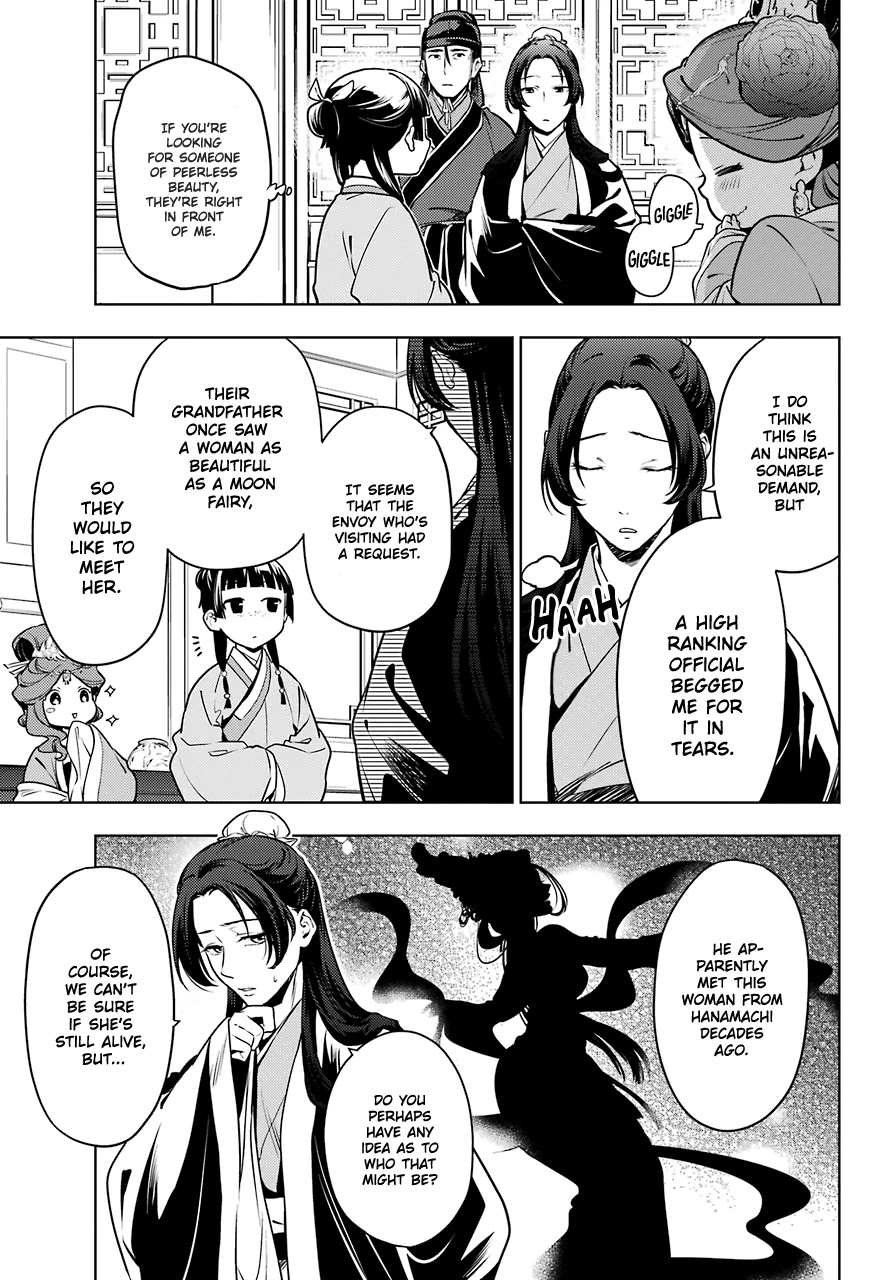 GIGGLE
GIGGLE
IF YOU'RE
LOOKING
FOR SOMEONE
OF PEERLESS
BEAUTY,
THEY'RE RIGHT
IN FRONT
OF ME.
I DO
THINK
THIS IS
AN UNREA-
SONABLE
DEMAND,
BUT
HAAH
A HIGH
RANKING
OFFICIAL
BEGGED
ME FOR
IT IN
TEARS.
IT SEEMS
THAT THE
ENVOY WHO'S
VISITING HAD
A REQUEST.
THEIR
GRANDFATHER
ONCE SAW
A WOMAN AS
BEAUTIFUL
AS A MOON
FAIRY,
SO
THEY
WOULD
LIKE TO
MEET
HER.
HE AP-
PARENTLY
MET THIS
WOMAN FROM
HANAMACHI
DECADES
AGO.
DO YOU
PERHAPS
HAVE ANY
IDEA AS TO
WHO THAT
MIGHT BE?
OF
COURSE,
WE CAN'T
BE SURE
IF SHE'S
STILL ALIVE,
BUT...